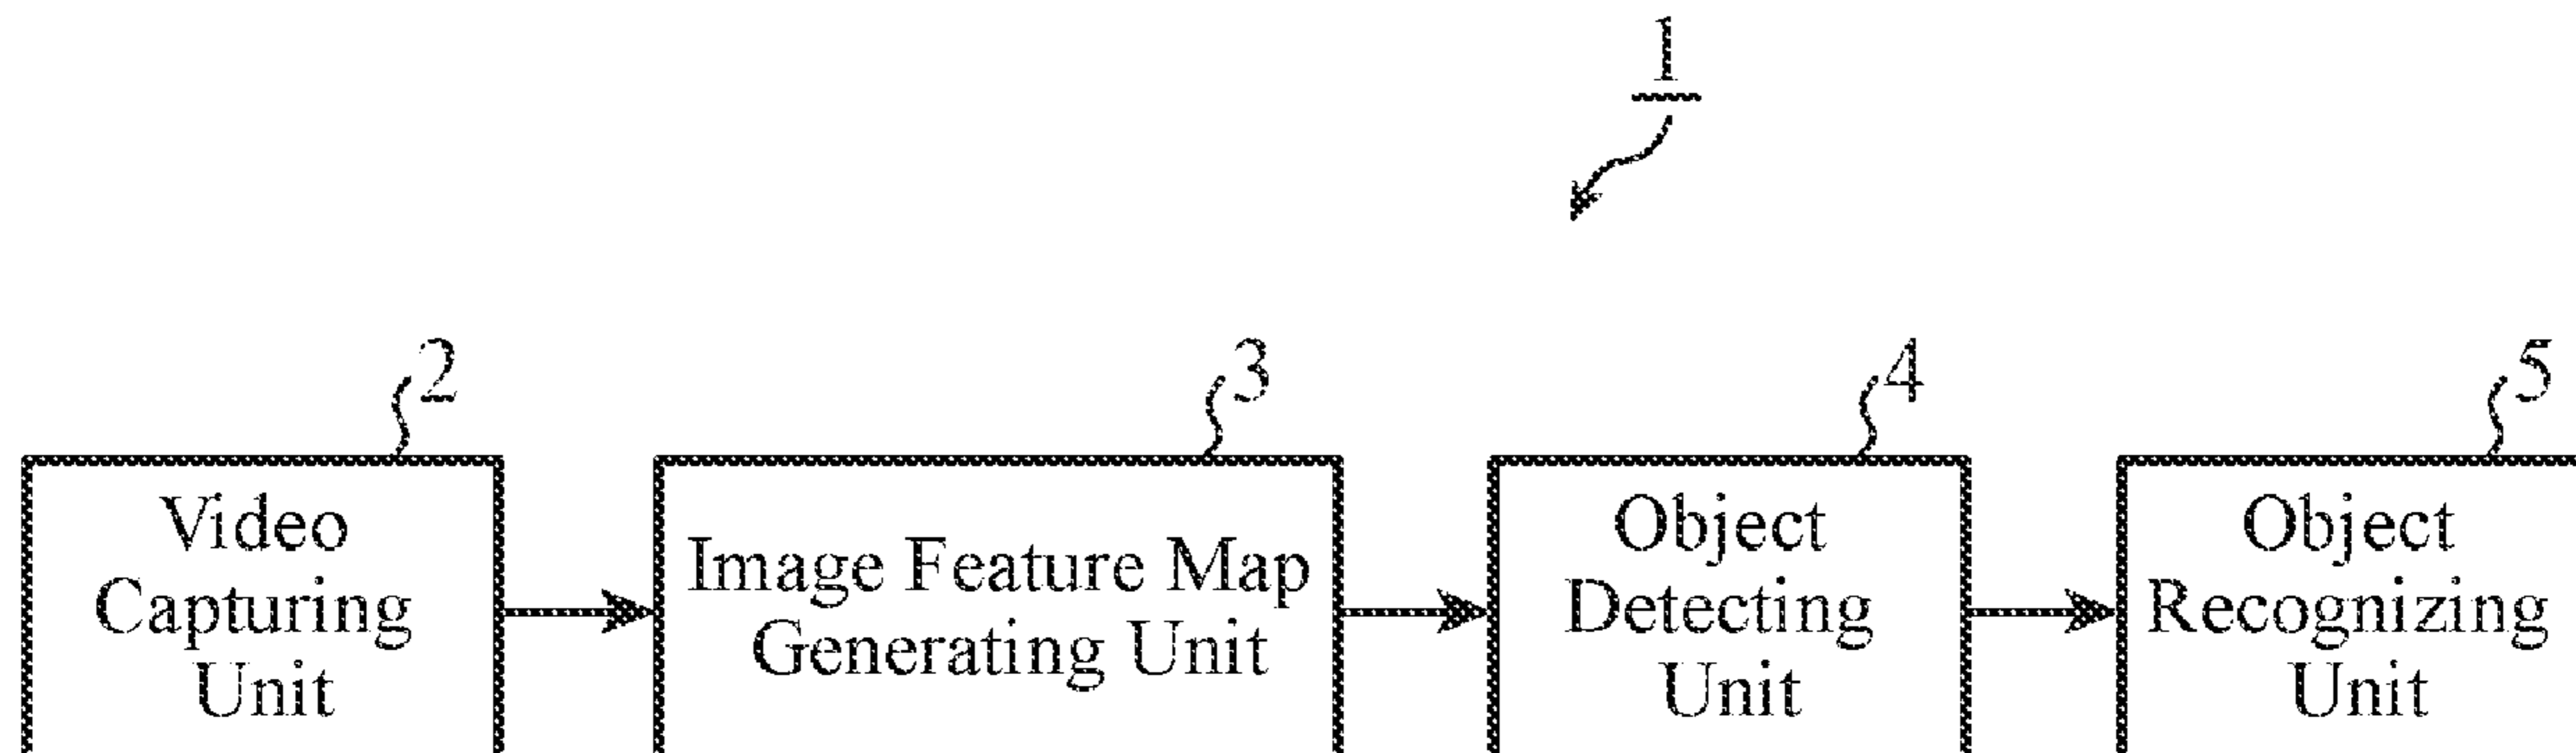 1
2
3
4
5
Video
Capturing
Unit
Image Feature Map
Generating Unit
Object
Detecting
Unit
Object
Recognizing
Unit